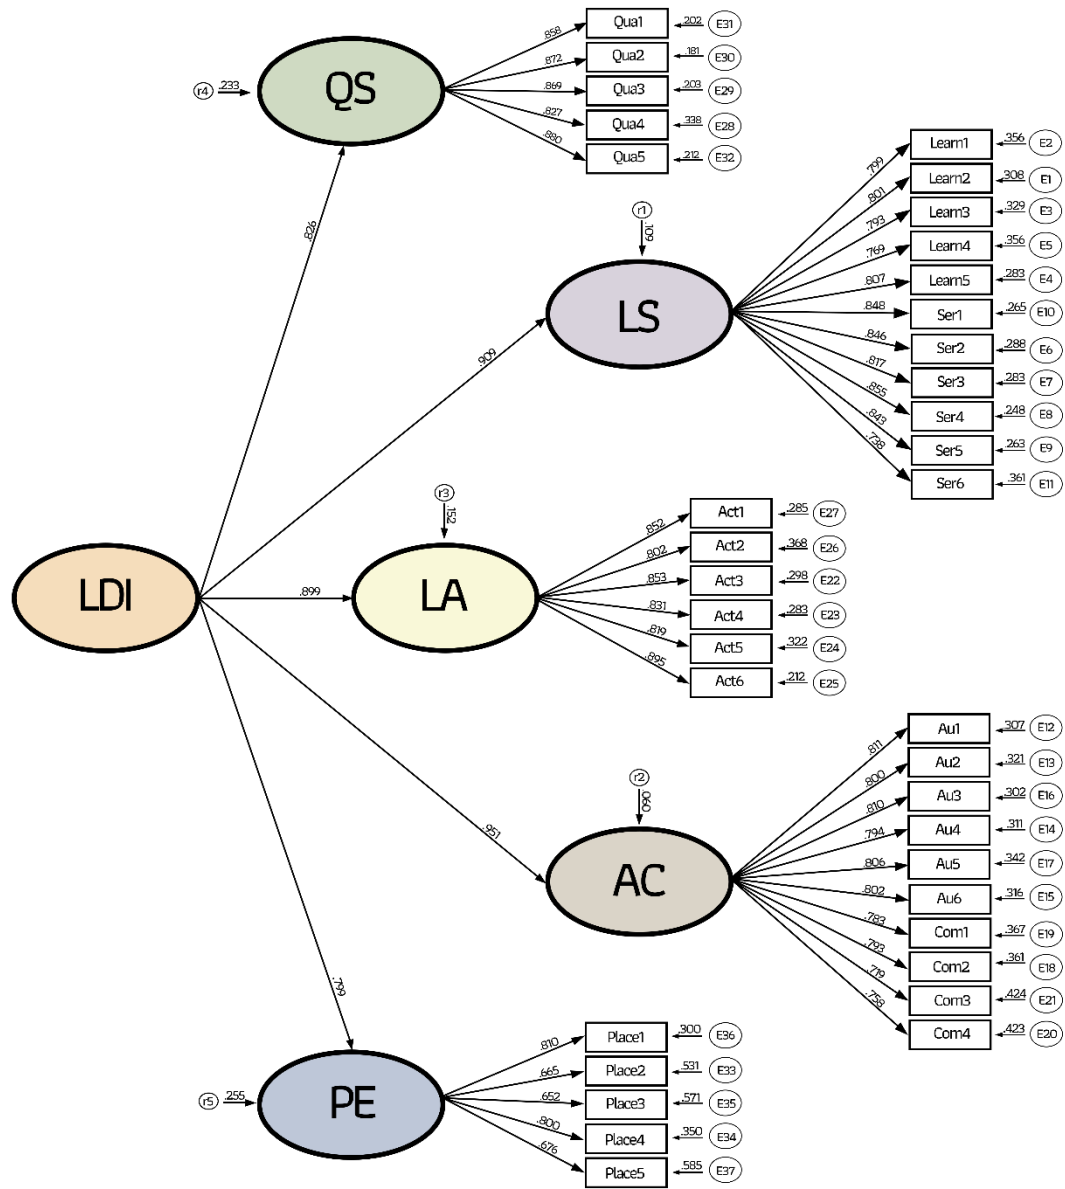 .858 Qua1 .202 E31
.872 Qua2 .181 E30
r4 .233 QS .869 Qua3 .203 E29
.827 Qua4 .338 E28
.880 Qua5 .212 E32
.826
r1 .109
LS
.799 Learn1 .356 E2
.801 Learn2 .308 E1
.793 Learn3 .329 E3
.769 Learn4 .356 E5
.807 Learn5 .283 E4
.848 Ser1 .265 E10
.846 Ser2 .288 E6
.817 Ser3 .283 E7
.855 Ser4 .248 E8
.843 Ser5 .263 E9
.738 Ser6 .361 E11
.909
r3 .152
LDI
.899
LA
.852 Act1 .285 E27
.802 Act2 .368 E26
.853 Act3 .298 E22
.831 Act4 .283 E23
.819 Act5 .322 E24
.895 Act6 .212 E25
.951
r2 .060
AC
.811 Au1 .307 E12
.800 Au2 .321 E13
.810 Au3 .302 E16
.794 Au4 .311 E14
.806 Au5 .342 E17
.802 Au6 .316 E15
.783 Com1 .367 E19
.793 Com2 .361 E18
.719 Com3 .424 E21
.758 Com4 .423 E20
.799
r5 .255 PE
.810 Place1 .300 E36
.665 Place2 .531 E33
.652 Place3 .571 E35
.800 Place4 .350 E34
.676 Place5 .585 E37